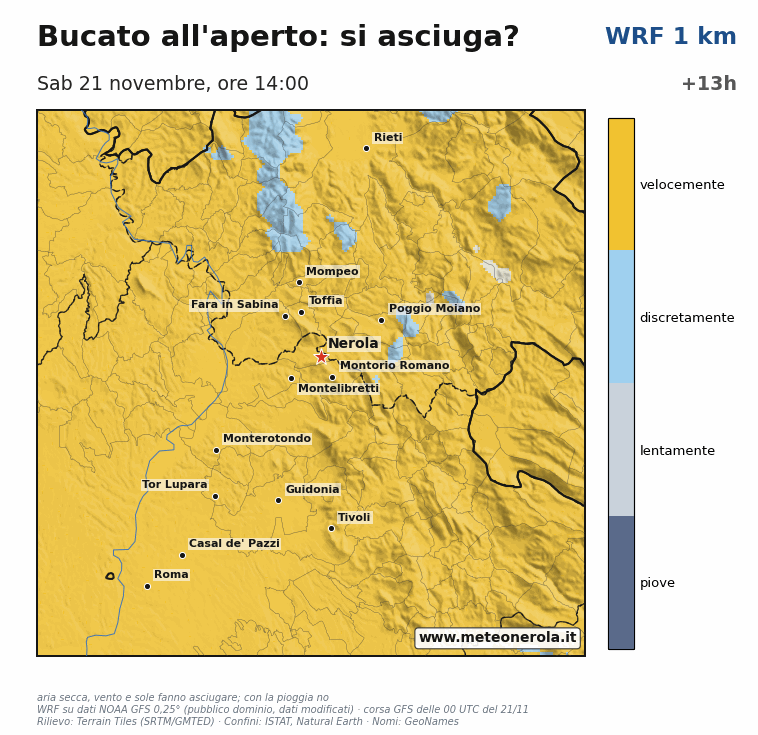 Bucato all'aperto: si asciuga?
WRF 1 km
Sab 21 novembre, ore 14:00
+13h
Rieti
velocemente
Mompeo
Toffia
Fara in Sabina
Poggio Moiano
discretamente
Nerola
Montorio Romano
Montelibretti
Monterotondo
lentamente
Tor Lupara
Guidonia
Tivoli
Casal de' Pazzi
Roma
piove
www.meteonerola.it
aria secca, vento e sole fanno asciugare; con la pioggia no
WRF su dati NOAA GFS 0,25° (pubblico dominio, dati modificati) · corsa GFS delle 00 UTC del 21/11
Rilievo: Terrain Tiles (SRTM/GMTED) · Confini: ISTAT, Natural Earth · Nomi: GeoNames